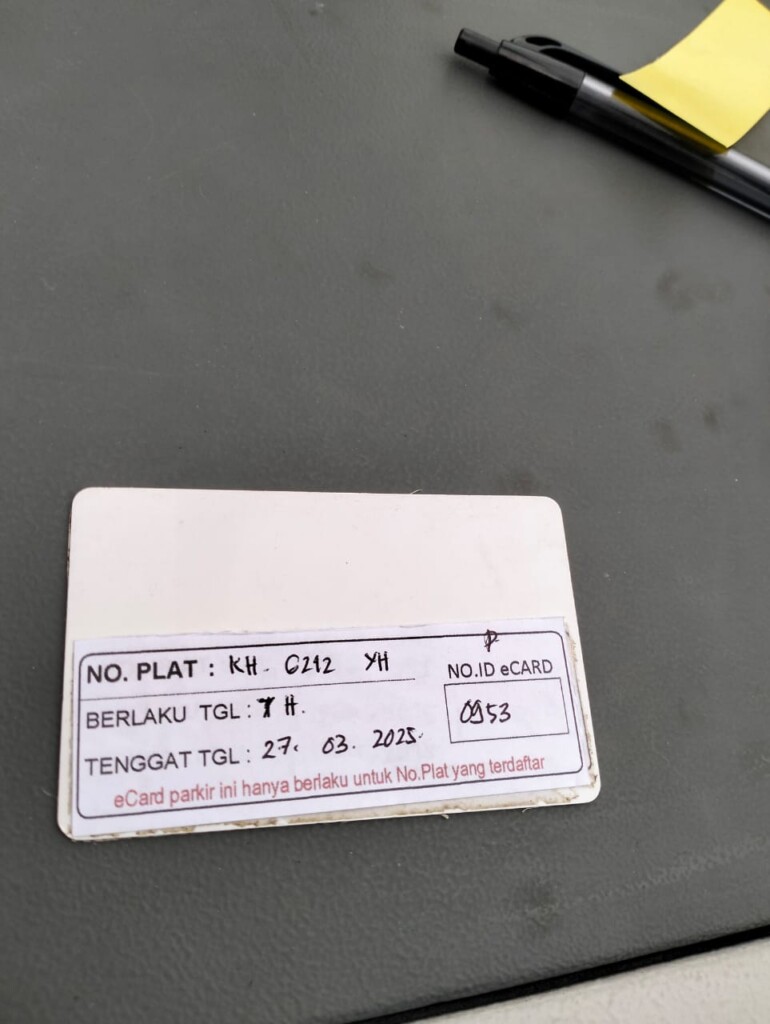 NO. PLAT : KH. 6212 YH
BERLAKU TGL : 7 H.
TENGGAT TGL : 27. 03. 2025.
P
NO.ID eCARD
0953
eCard parkir ini hanya berlaku untuk No.Plat yang terdaftar